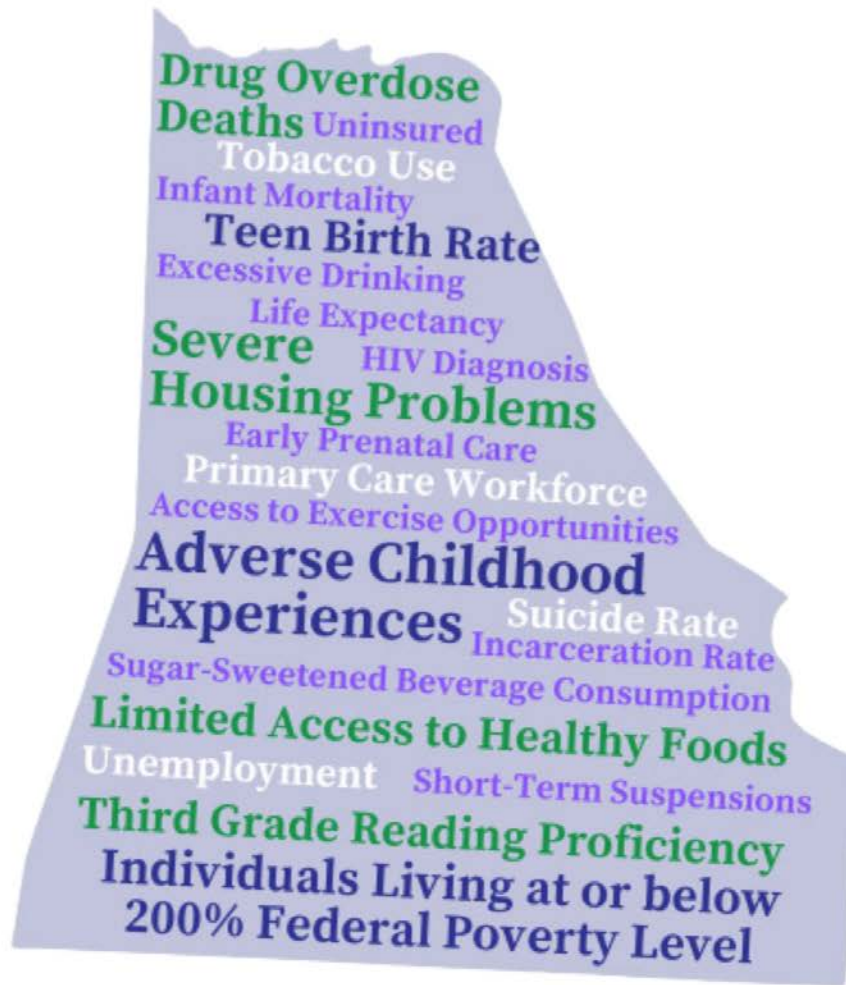 Drug Overdose
Deaths Uninsured
Tobacco Use
Infant Mortality
Teen Birth Rate
Excessive Drinking
Life Expectancy
Severe HIV Diagnosis
Housing Problems
Early Prenatal Care
Primary Care Workforce
Access to Exercise Opportunities
Adverse Childhood
Experiences Suicide Rate
Incarceration Rate
Sugar-Sweetened Beverage Consumption
Limited Access to Healthy Foods
Unemployment Short-Term Suspensions
Third Grade Reading Proficiency
Individuals Living at or below
200% Federal Poverty Level